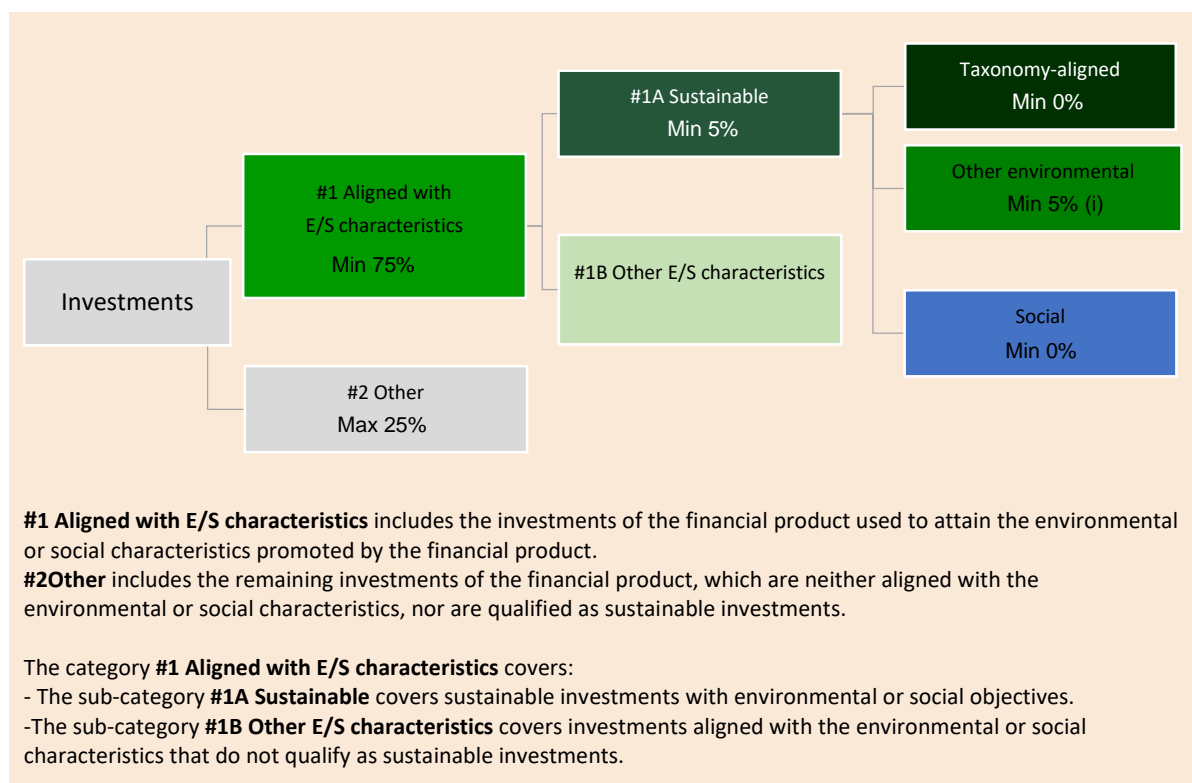 Investments
#1 Aligned with
E/S characteristics
Min 75%
#2 Other
Max 25%
#1A Sustainable
Min 5%
#1B Other E/S characteristics
Taxonomy-aligned
Min 0%
Other environmental
Min 5% (i)
Social
Min 0%
#1 Aligned with E/S characteristics includes the investments of the financial product used to attain the environmental
or social characteristics promoted by the financial product.
#2Other includes the remaining investments of the financial product, which are neither aligned with the
environmental or social characteristics, nor are qualified as sustainable investments.
The category #1 Aligned with E/S characteristics covers:
- The sub-category #1A Sustainable covers sustainable investments with environmental or social objectives.
-The sub-category #1B Other E/S characteristics covers investments aligned with the environmental or social
characteristics that do not qualify as sustainable investments.